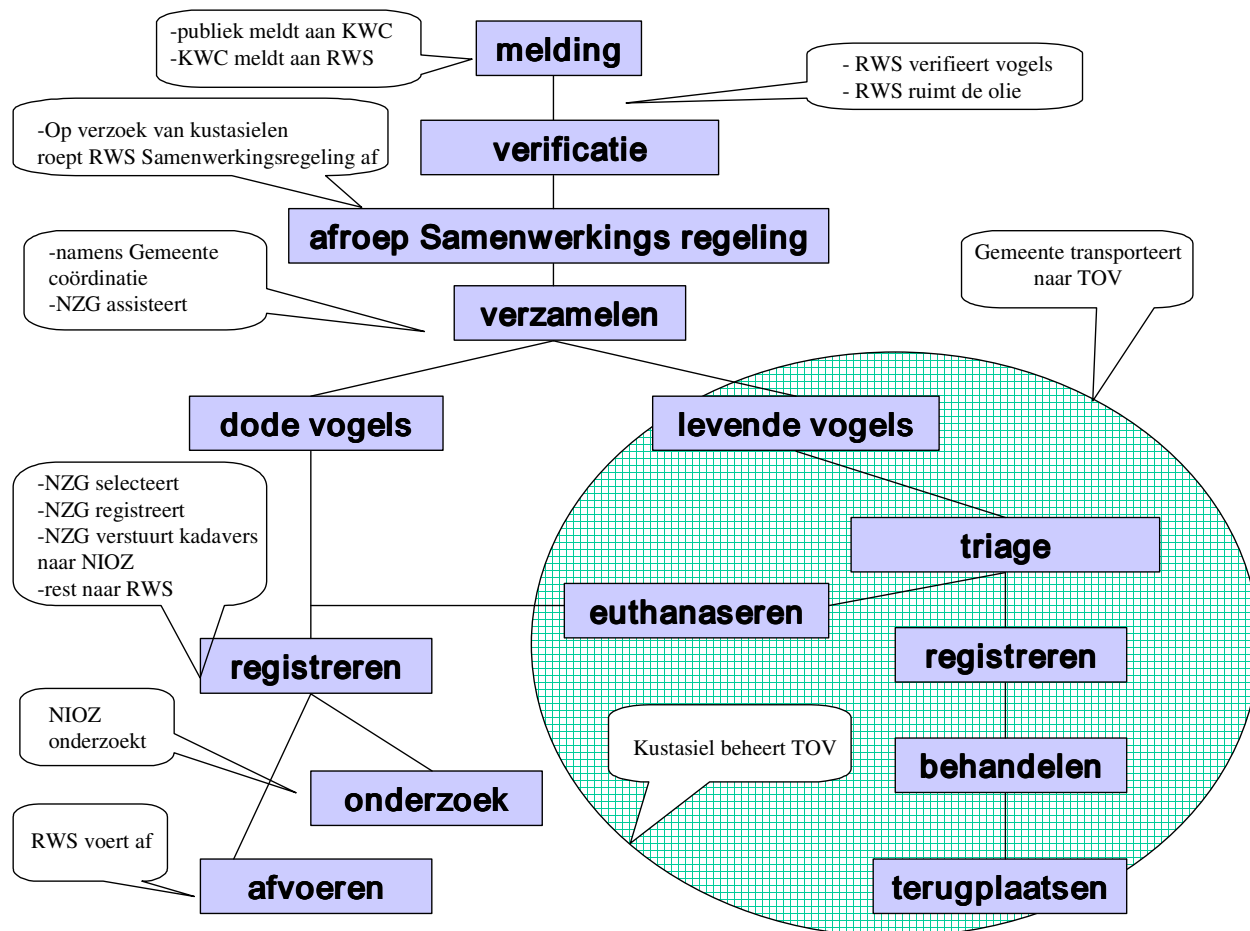 -publiek meldt aan KWC
-KWC meldt aan RWS
melding
- RWS verifieert vogels
- RWS ruimt de olie
-Op verzoek van kustasielen
roept RWS Samenwerkingsregeling af
verificatie
afroep Samenwerkings regeling
-namens Gemeente
coördinatie
-NZG assisteert
Gemeente transporteert
naar TOV
verzamelen
dode vogels
levende vogels
-NZG selecteert
-NZG registreert
-NZG verstuurt kadavers
naar NIOZ
-rest naar RWS
triage
euthanaseren
registreren
registreren
NIOZ
onderzoekt
Kustasiel beheert TOV
behandelen
onderzoek
RWS voert af
afvoeren
terugplaatsen